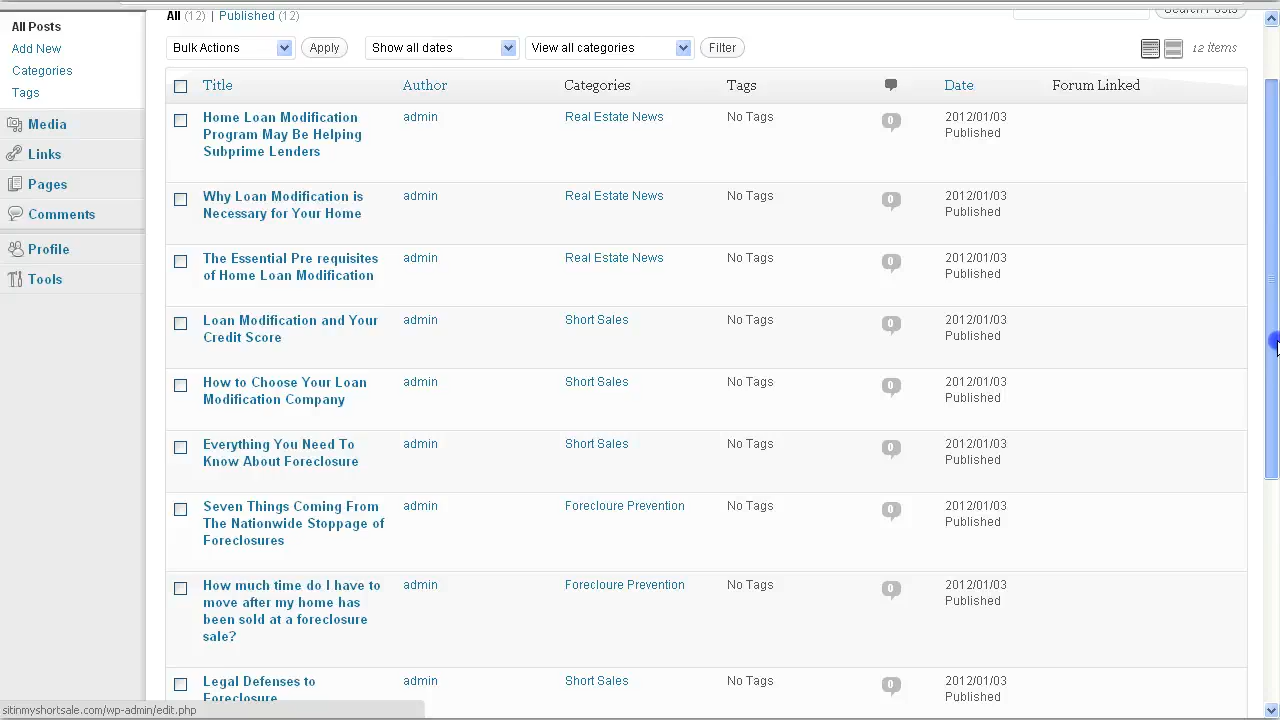 All Posts
Add New
Categories
Tags
Media
Links
Pages
Comments
Profile
Tools
All (12) | Published (12)
Search Posts
Bulk Actions Apply Show all dates View all categories Filter 12 items
Title Author Categories Tags Date Forum Linked
Home Loan Modification admin Real Estate News No Tags 0 2012/01/03
Program May Be Helping Published
Subprime Lenders
Why Loan Modification is admin Real Estate News No Tags 0 2012/01/03
Necessary for Your Home Published
The Essential Pre requisites admin Real Estate News No Tags 0 2012/01/03
of Home Loan Modification Published
Loan Modification and Your admin Short Sales No Tags 0 2012/01/03
Credit Score Published
How to Choose Your Loan admin Short Sales No Tags 0 2012/01/03
Modification Company Published
Everything You Need To admin Short Sales No Tags 0 2012/01/03
Know About Foreclosure Published
Seven Things Coming From admin Forecloure Prevention No Tags 0 2012/01/03
The Nationwide Stoppage of Published
Foreclosures
How much time do I have to admin Forecloure Prevention No Tags 0 2012/01/03
move after my home has Published
been sold at a foreclosure
sale?
Legal Defenses to admin Short Sales No Tags 0 2012/01/03
Foreclosure Published
sitinmyshortsale.com/wp-admin/edit.php